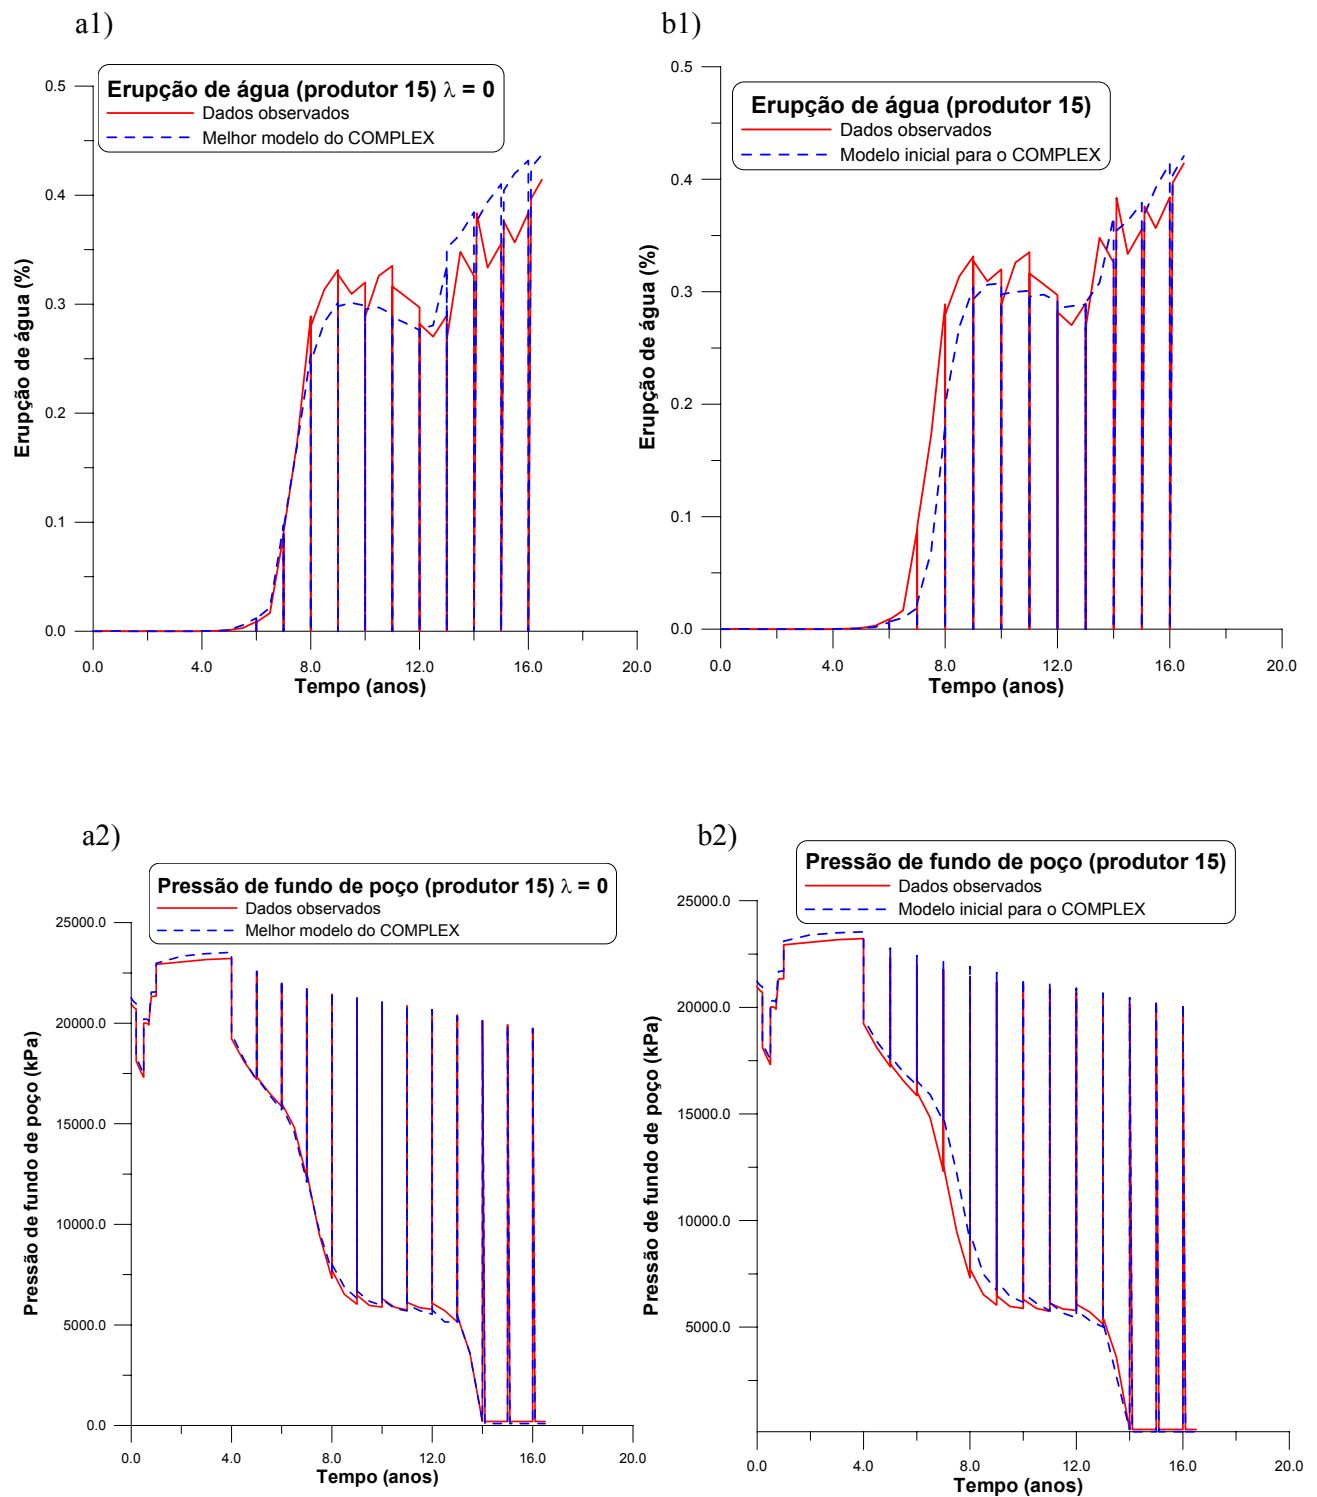 a1)
Erupção de água (produtor 15) λ = 0
Dados observados
Melhor modelo do COMPLEX
0.5
0.4
0.3
0.2
0.1
0.0
Erupção de água (%)
0.0 4.0 8.0 12.0 16.0 20.0
Tempo (anos)
b1)
Erupção de água (produtor 15)
Dados observados
Modelo inicial para o COMPLEX
0.5
0.4
0.3
0.2
0.1
0.0
Erupção de água (%)
0.0 4.0 8.0 12.0 16.0 20.0
Tempo (anos)
a2)
Pressão de fundo de poço (produtor 15) λ = 0
Dados observados
Melhor modelo do COMPLEX
25000.0
20000.0
15000.0
10000.0
5000.0
0.0
Pressão de fundo de poço (kPa)
0.0 4.0 8.0 12.0 16.0 20.0
Tempo (anos)
b2)
Pressão de fundo de poço (produtor 15)
Dados observados
Modelo inicial para o COMPLEX
25000.0
20000.0
15000.0
10000.0
5000.0
Pressão de fundo de poço (kPa)
0.0 4.0 8.0 12.0 16.0 20.0
Tempo (anos)